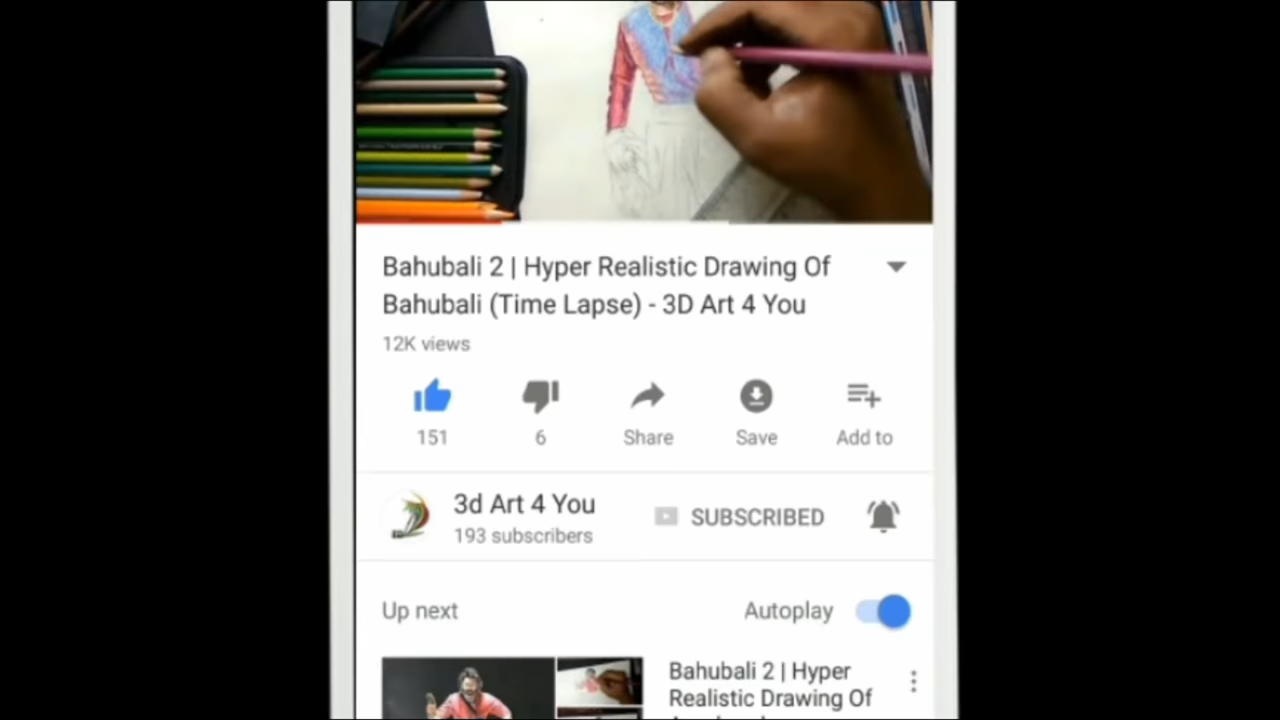 Bahubali 2 | Hyper Realistic Drawing Of
Bahubali (Time Lapse) - 3D Art 4 You
12K views
151
6
Share
Save
Add to
3d Art 4 You
193 subscribers
SUBSCRIBED
Up next
Autoplay
Bahubali 2 | Hyper
Realistic Drawing Of